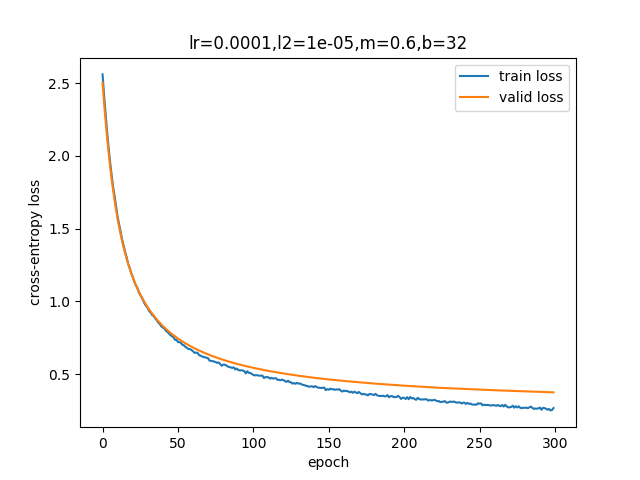 lr=0.0001,l2=1e-05,m=0.6,b=32
train loss
valid loss
cross-entropy loss
2.5
2.0
1.5
1.0
0.5
0 50 100 150 200 250 300
epoch